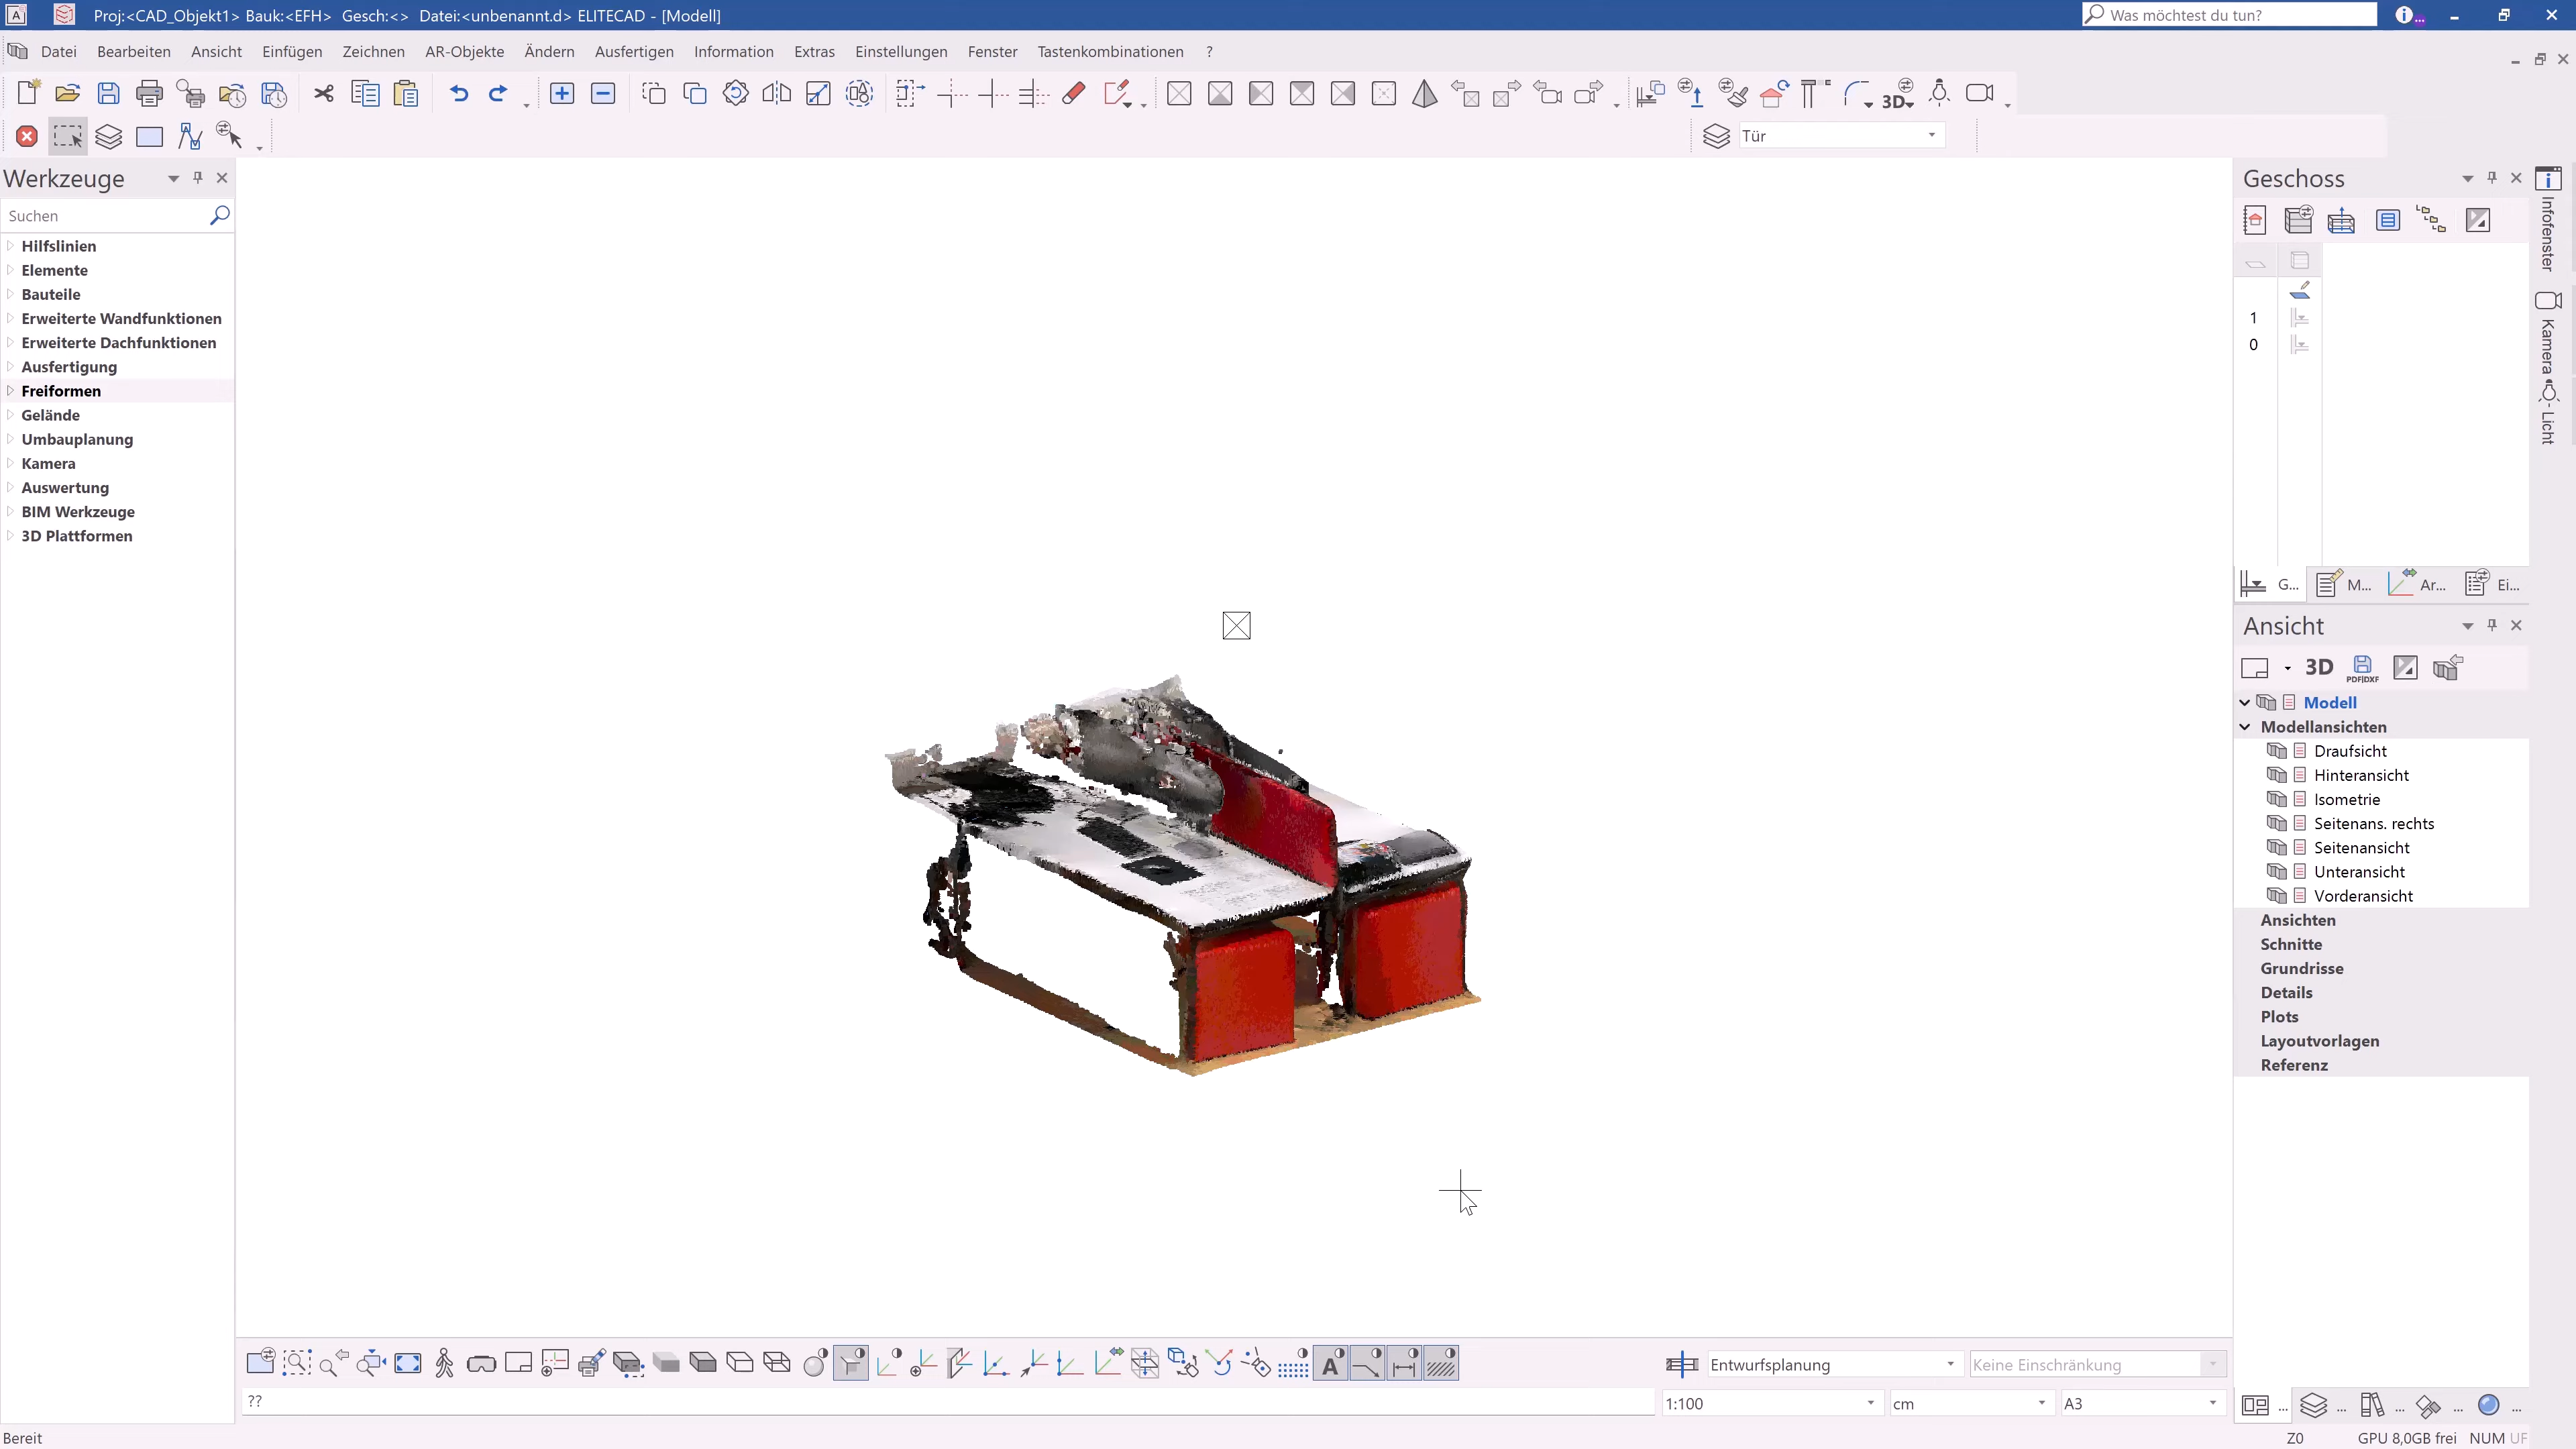 Proj:<CAD_Objekt1> Bauk:<EFH> Gesch:<> Datei:<unbenannt.d> ELITECAD - [Modell]
Was möchtest du tun?
Datei Bearbeiten Ansicht Einfügen Zeichnen AR-Objekte Ändern Ausfertigen Information Extras Einstellungen Fenster Tastenkombinationen ?
3D
Tür
Werkzeuge
Suchen
Hilfslinien
Elemente
Bauteile
Erweiterte Wandfunktionen
Erweiterte Dachfunktionen
Ausfertigung
Freiformen
Gelände
Umbauplanung
Kamera
Auswertung
BIM Werkzeuge
3D Plattformen
Geschoss
1
0
G... M... Ar... Ei...
Infofenster
Kamera
Licht
Ansicht
3D PDF|DXF
Modell
Modellansichten
Draufsicht
Hinteransicht
Isometrie
Seitenans. rechts
Seitenansicht
Unteransicht
Vorderansicht
Ansichten
Schnitte
Grundrisse
Details
Plots
Layoutvorlagen
Referenz
A
Entwurfsplanung Keine Einschränkung
??
1:100 cm A3
... ... ... ... ...
Bereit
Z0 GPU 8,0GB frei NUM UF